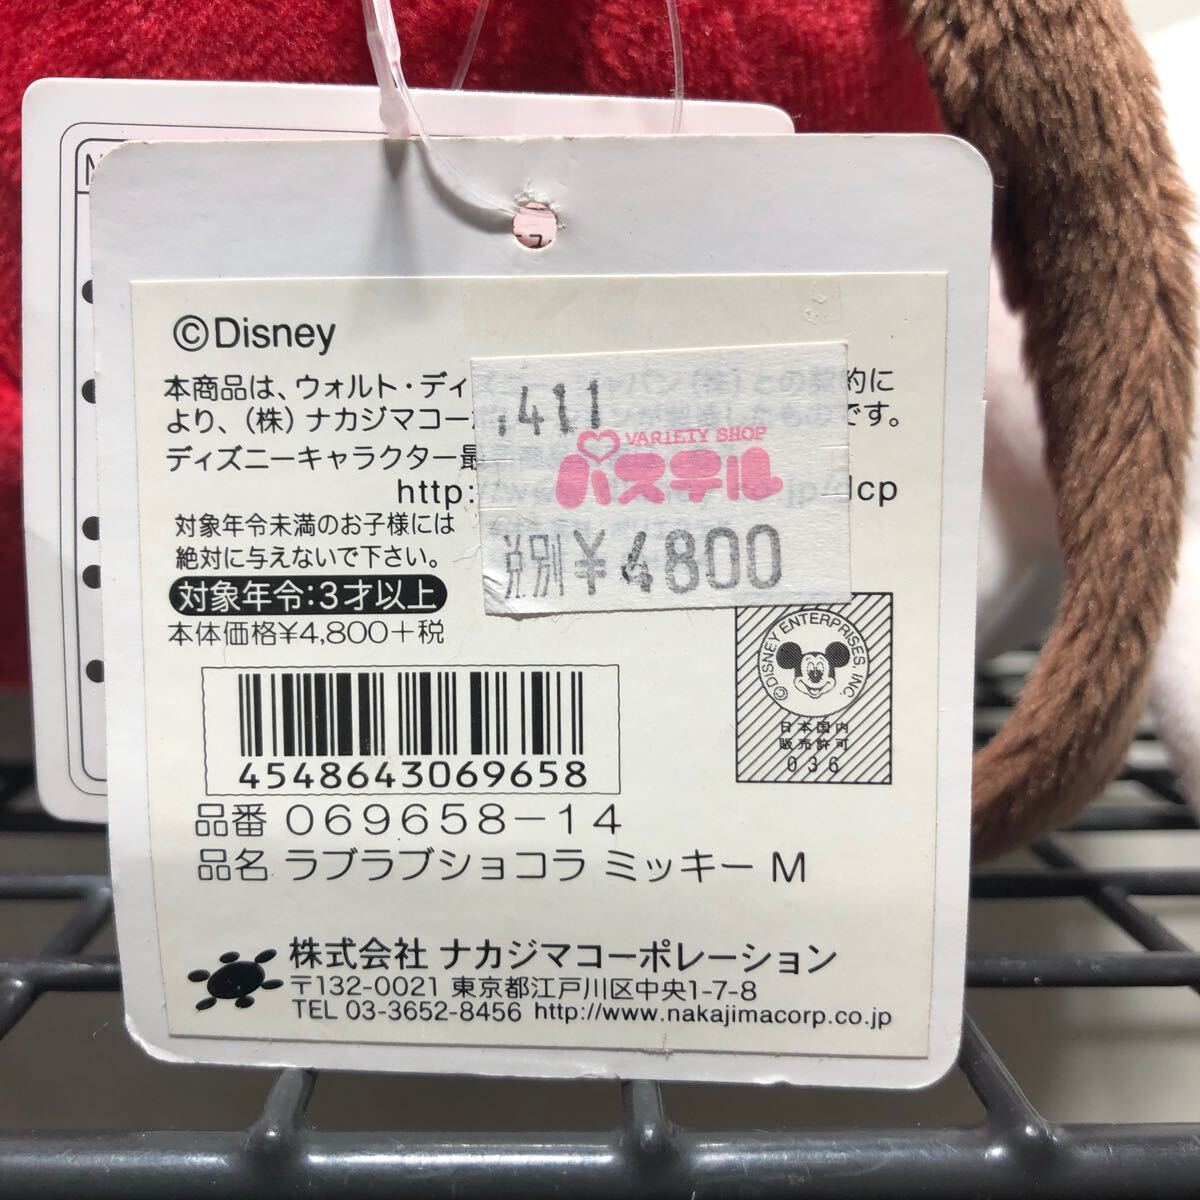 ©Disney
本商品は、ウォルト・ディ
約に
より、(株)ナカジマコー
です。
ディズニーキャラクター最
http:
dcp
411
VARIETY SHOP
パステル
税別¥4800
対象年令未満のお子様には
絶対に与えないで下さい。
対象年令:3才以上
本体価格¥4,800+税
©DISNEY ENTERPRISES, INC.
日本国内
販売許可
036
4548643069658
品番 069658-14
品名 ラブラブショコラ ミッキー M
株式会社 ナカジマコーポレーション
〒132-0021 東京都江戸川区中央1-7-8
TEL 03-3652-8456 http://www.nakajimacorp.co.jp